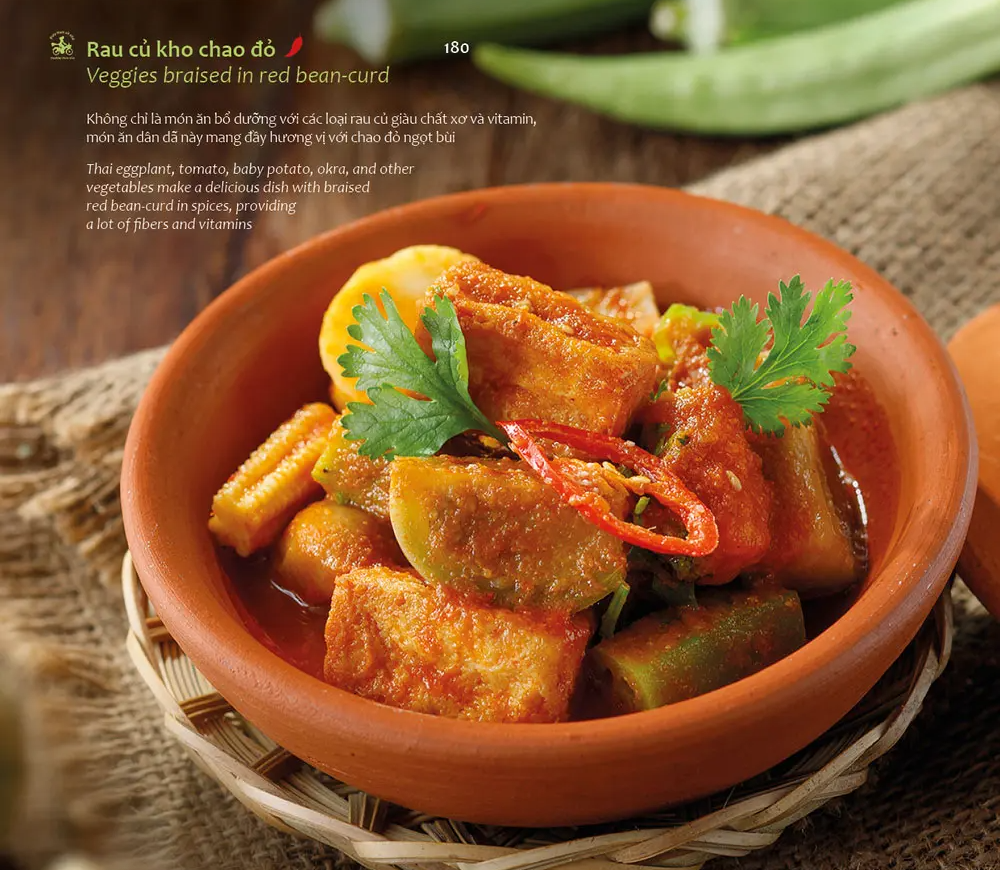 Rau củ kho chao đỏ
180
Veggies braised in red bean-curd
Không chỉ là món ăn bổ dưỡng với các loại rau củ giàu chất xơ và vitamin,
món ăn dân dã này mang đầy hương vị với chao đỏ ngọt bùi
Thai eggplant, tomato, baby potato, okra, and other
vegetables make a delicious dish with braised
red bean-curd in spices, providing
a lot of fibers and vitamins